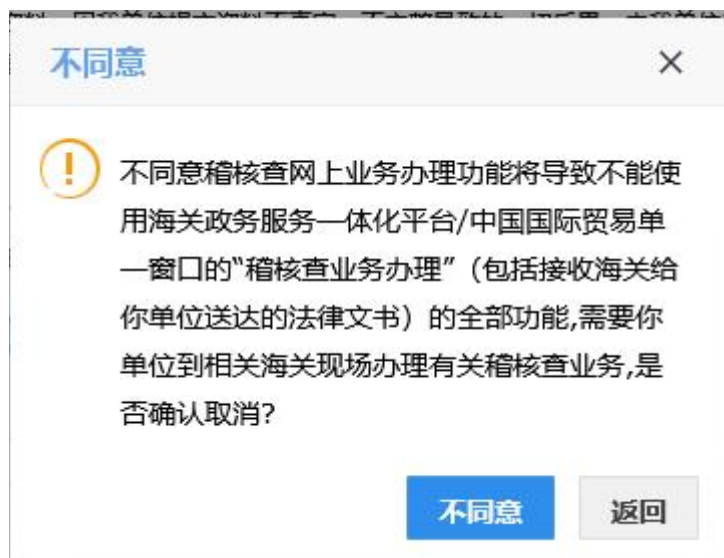 不同意
不同意稽核查网上业务办理功能将导致不能使
用海关政务服务一体化平台/中国国际贸易单
一窗口的“稽核查业务办理”（包括接收海关给
你单位送达的法律文书）的全部功能,需要你
单位到相关海关现场办理有关稽核查业务,是
否确认取消?
不同意
返回